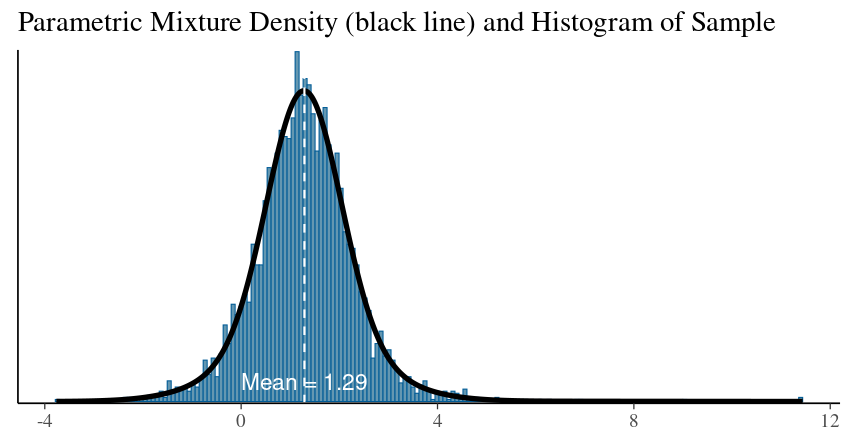 Parametric Mixture Density (black line) and Histogram of Sample
Mean = 1.29
-4 0 4 8 12